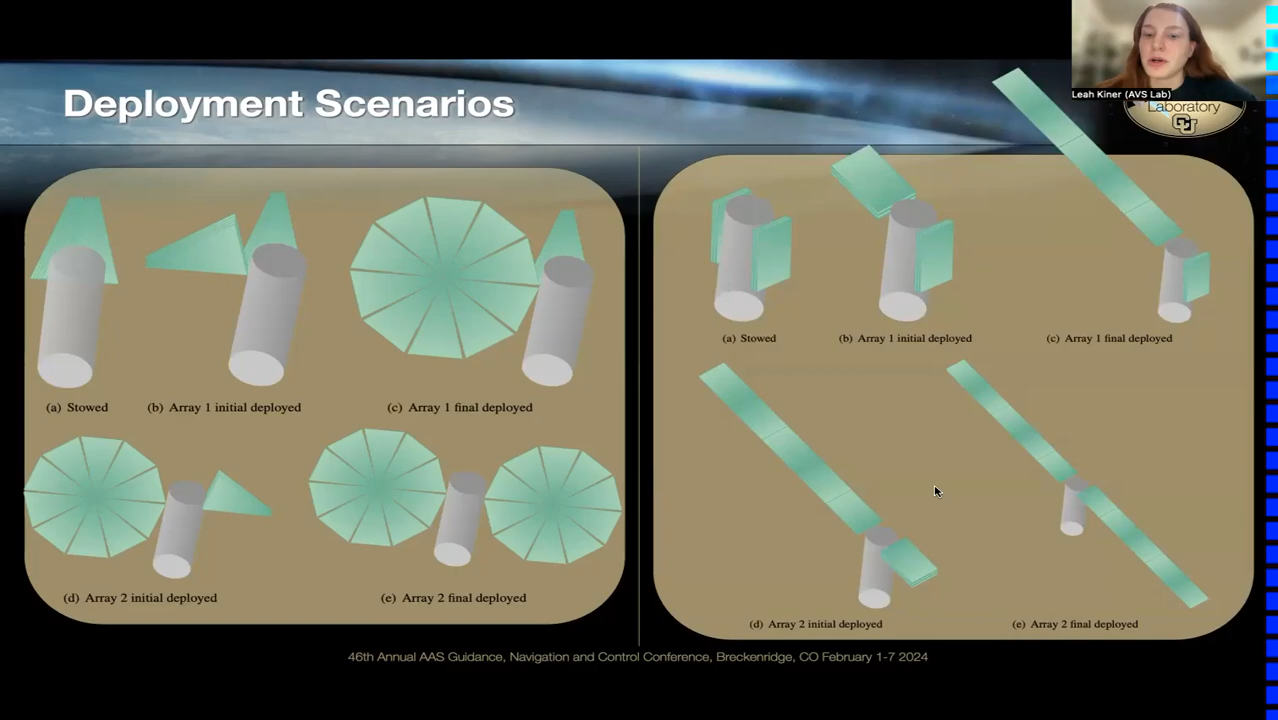 Deployment Scenarios
Leah Kiner (AVS Lab)
Laboratory
CU
(a) Stowed
(b) Array 1 initial deployed
(c) Array 1 final deployed
(d) Array 2 initial deployed
(e) Array 2 final deployed
(a) Stowed
(b) Array 1 initial deployed
(c) Array 1 final deployed
(d) Array 2 initial deployed
(e) Array 2 final deployed
46th Annual AAS Guidance, Navigation and Control Conference, Breckenridge, CO February 1-7 2024